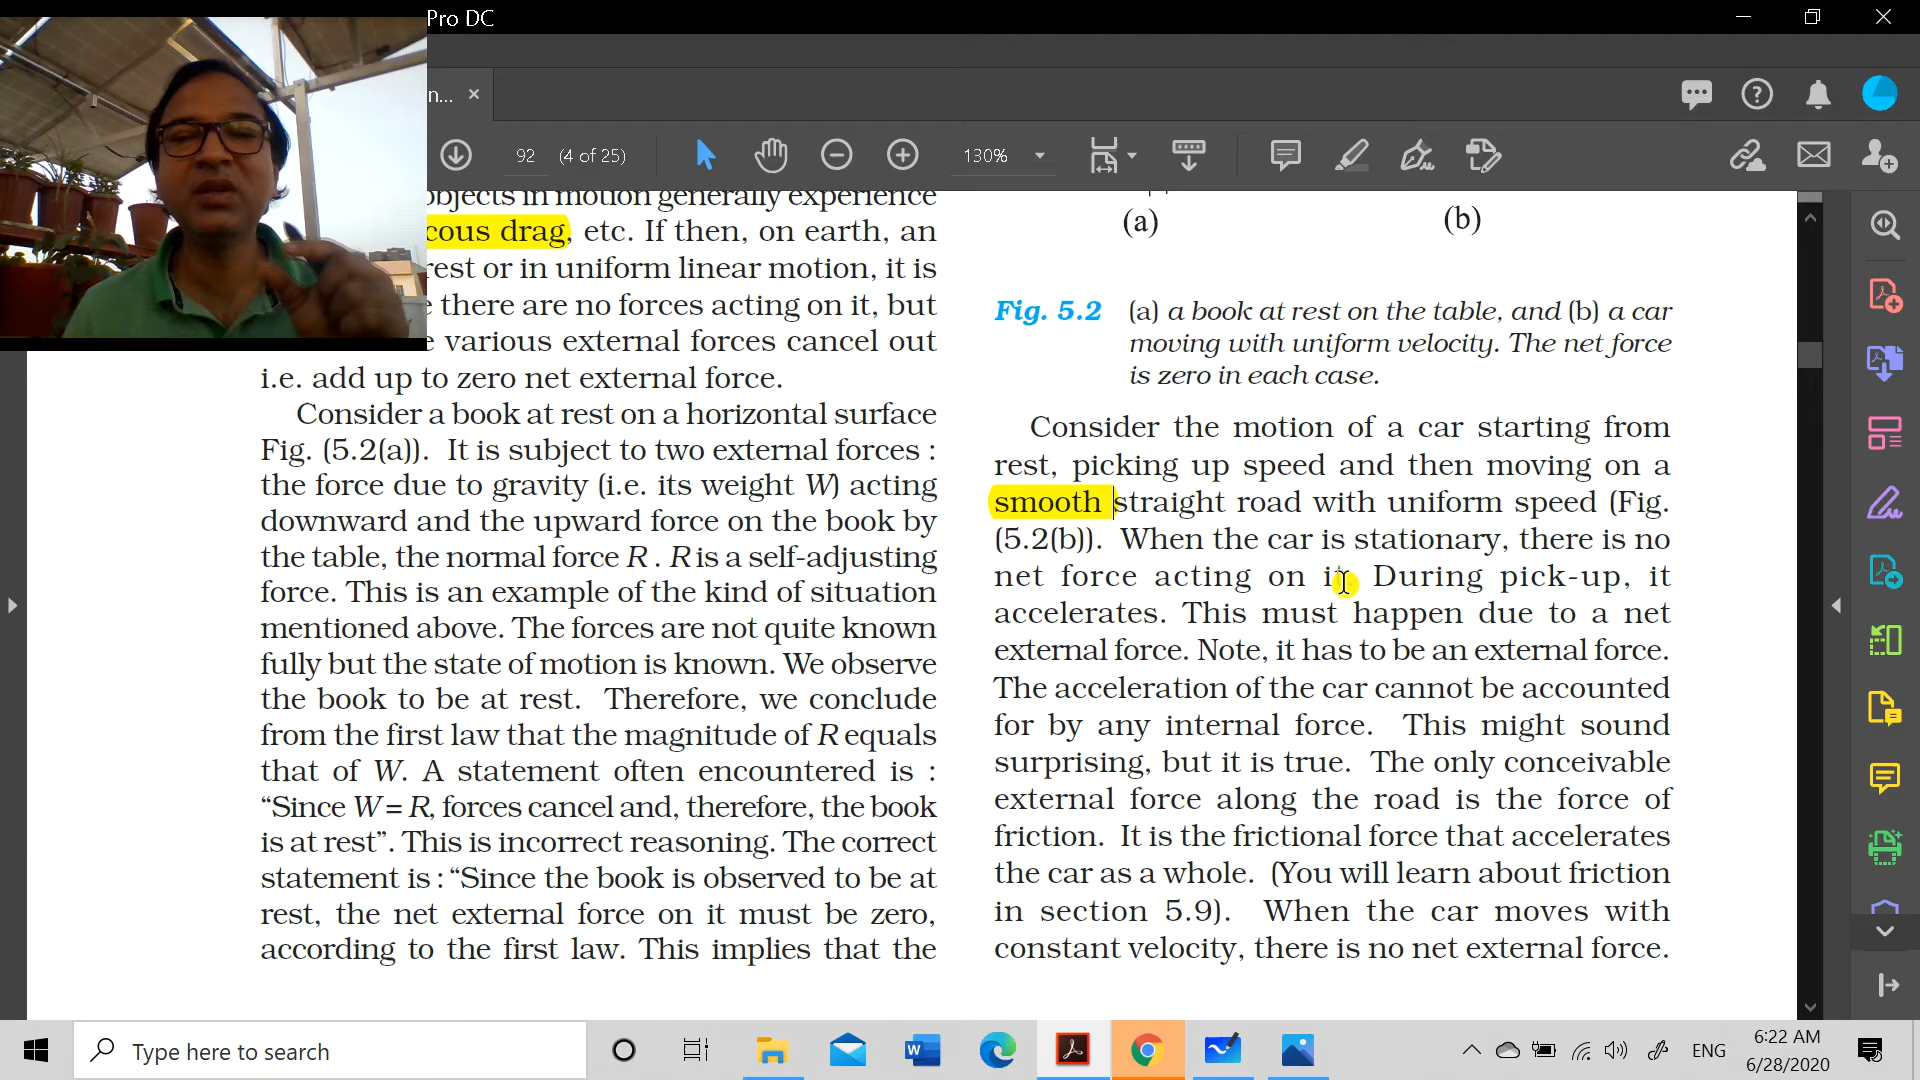 Pro DC
n...
92 (4 of 25) 130%
objects in motion generally experience
cous drag, etc. If then, on earth, an
rest or in uniform linear motion, it is
e there are no forces acting on it, but
e various external forces cancel out
i.e. add up to zero net external force.
Consider a book at rest on a horizontal surface
Fig. (5.2(a)). It is subject to two external forces :
the force due to gravity (i.e. its weight W) acting
downward and the upward force on the book by
the table, the normal force R . R is a self-adjusting
force. This is an example of the kind of situation
mentioned above. The forces are not quite known
fully but the state of motion is known. We observe
the book to be at rest. Therefore, we conclude
from the first law that the magnitude of R equals
that of W. A statement often encountered is :
“Since W = R, forces cancel and, therefore, the book
is at rest”. This is incorrect reasoning. The correct
statement is : “Since the book is observed to be at
rest, the net external force on it must be zero,
according to the first law. This implies that the
(a) (b)
Fig. 5.2 (a) a book at rest on the table, and (b) a car
moving with uniform velocity. The net force
is zero in each case.
Consider the motion of a car starting from
rest, picking up speed and then moving on a
smooth straight road with uniform speed (Fig.
(5.2(b)). When the car is stationary, there is no
net force acting on it. During pick-up, it
accelerates. This must happen due to a net
external force. Note, it has to be an external force.
The acceleration of the car cannot be accounted
for by any internal force. This might sound
surprising, but it is true. The only conceivable
external force along the road is the force of
friction. It is the frictional force that accelerates
the car as a whole. (You will learn about friction
in section 5.9). When the car moves with
constant velocity, there is no net external force.
Type here to search
ENG
6:22 AM
6/28/2020